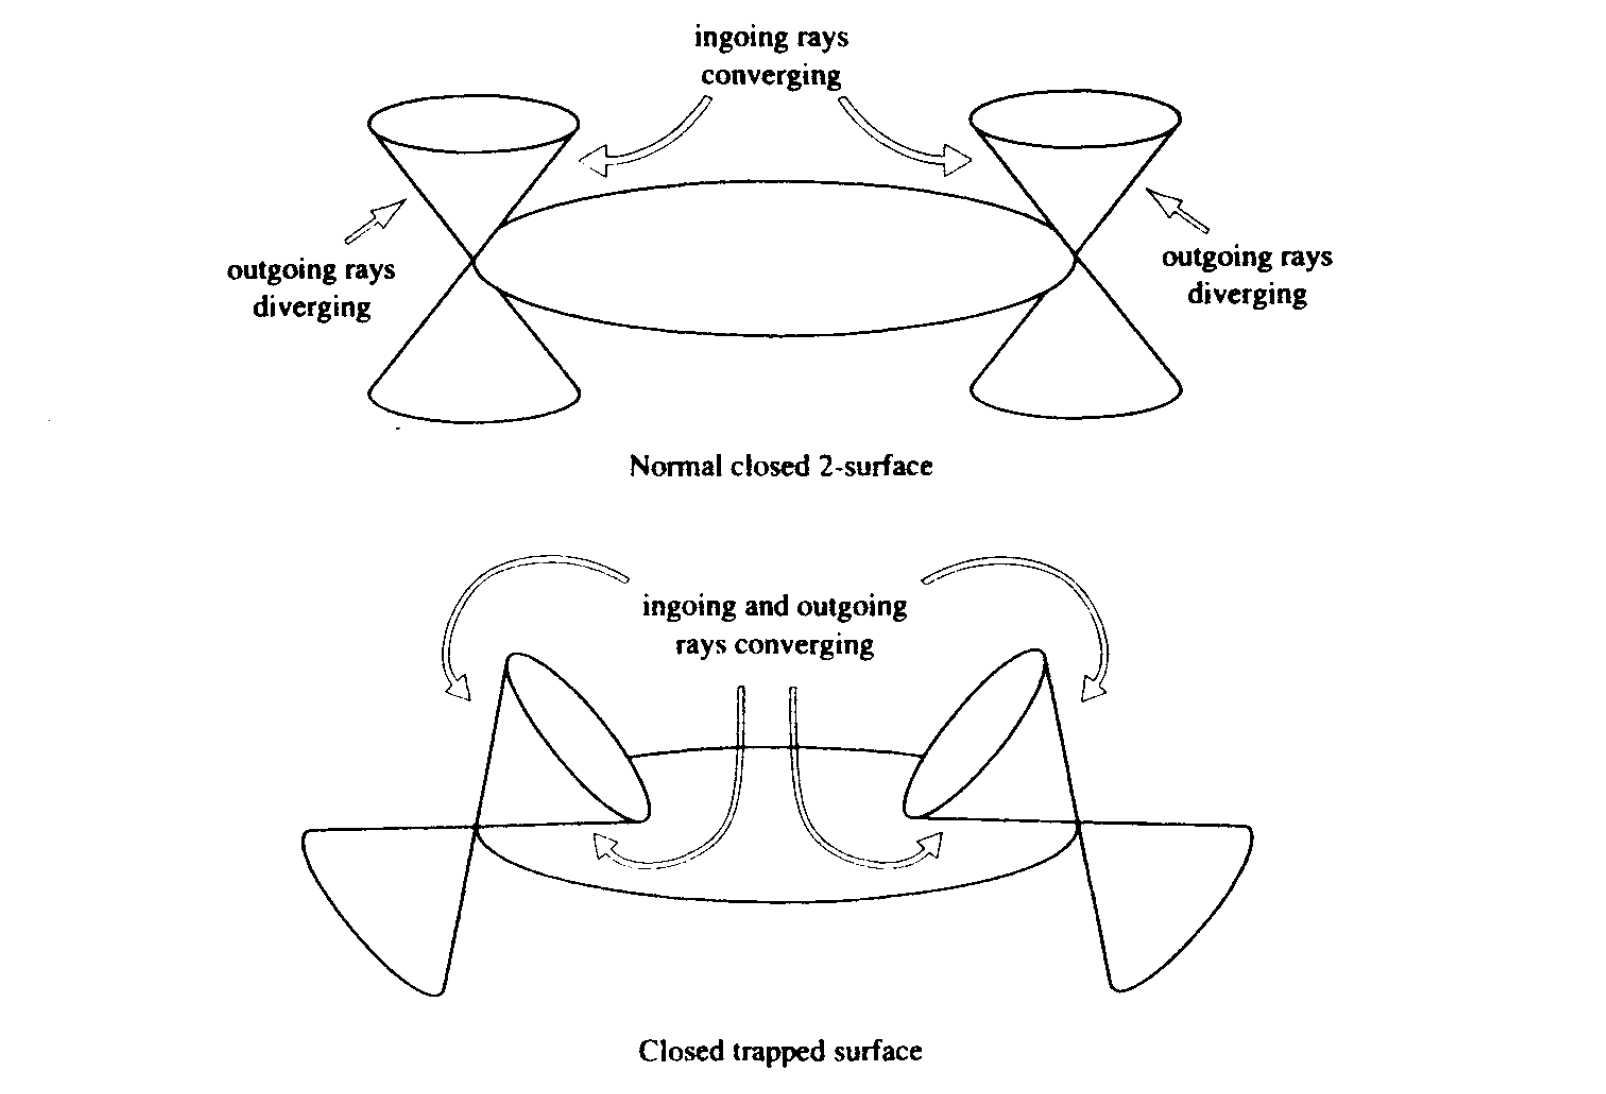 ingoing rays
converging
outgoing rays
diverging
outgoing rays
diverging
Normal closed 2-surface
ingoing and outgoing
rays converging
Closed trapped surface